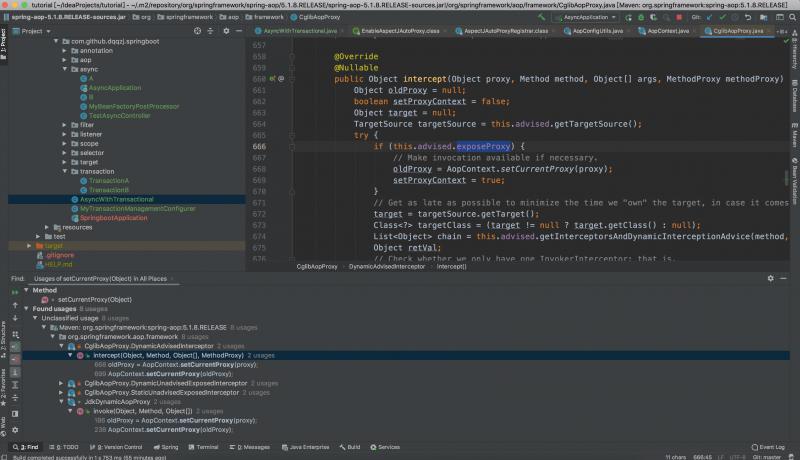 tutorial [~/IdeaProjects/tutorial] - ~/.m2/repository/org/springframework/spring-aop/5.1.8.RELEASE/spring-aop-5.1.8.RELEASE-sources.jar!/org/springframework/aop/framework/CglibAopProxy.java [Maven: org.springframework:spring-aop:5.1.8.RELEASE]
spring-aop-5.1.8.RELEASE-sources.jar org springframework aop framework CglibAopProxy AsyncApplication Git:
Project AsyncWithTransactional.java EnableAspectJAutoProxy.class AspectJAutoProxyRegistrar.class AopConfigUtils.java AopContext.java CglibAopProxy.java
com.github.dqqzj.springboot
annotation
aop
async
A
AsyncApplication
B
MyBeanFactoryPostProcessor
TestAsyncController
filter
listener
scope
selector
target
transaction
TransactionA
TrensactionB
AsyncWithTransactional
MyTransactionManagementConfigurer
SpringbootApplication
resources
test
target
.gitignore
HELP.md
657
658 @Override
659 @Nullable
660 public Object intercept(Object proxy, Method method, Object[] args, MethodProxy methodProxy)
661 Object oldProxy = null;
662 boolean setProxyContext = false;
663 Object target = null;
664 TargetSource targetSource = this.advised.getTargetSource();
665 try {
666 if (this.advised.exposeProxy) {
667 // Make invocation available if necessary.
668 oldProxy = AopContext.setCurrentProxy(proxy);
669 setProxyContext = true;
670 }
671 // Get as late as possible to minimize the time we "own" the target, in case it comes
672 target = targetSource.getTarget();
673 Class<?> targetClass = (target != null ? target.getClass() : null);
674 List<Object> chain = this.advised.getInterceptorsAndDynamicInterceptionAdvice(method,
675 Object retVal;
676 // Check whether we only have one InvokerInterceptor: that is,
CglibAopProxy DynamicAdvisedInterceptor intercept()
Find: Usages of setCurrentProxy(Object) in All Places
Method
setCurrentProxy(Object)
Found usages 8 usages
Unclassified usage 8 usages
Maven: org.springframework:spring-aop:5.1.8.RELEASE 8 usages
org.springframework.aop.framework 8 usages
CglibAopProxy.DynamicAdvisedInterceptor 2 usages
intercept(Object, Method, Object[], MethodProxy) 2 usages
668 oldProxy = AopContext.setCurrentProxy(proxy);
699 AopContext.setCurrentProxy(oldProxy);
CglibAopProxy.DynamicUnadvisedExposedInterceptor 2 usages
CglibAopProxy.StaticUnadvisedExposedInterceptor 2 usages
JdkDynamicAopProxy 2 usages
invoke(Object, Method, Object[]) 2 usages
195 oldProxy = AopContext.setCurrentProxy(proxy);
238 AopContext.setCurrentProxy(oldProxy);
1: Project
7: Structure
2: Favorites
Web
Hierarchy
Database
Maven
Bean Validation
3: Find 6: TODO 9: Version Control Spring Terminal 0: Messages Java Enterprise Build Services Event Log
Build completed successfully in 1 s 753 ms (55 minutes ago) 11 chars 666:45 LF UTF-8 Git: master